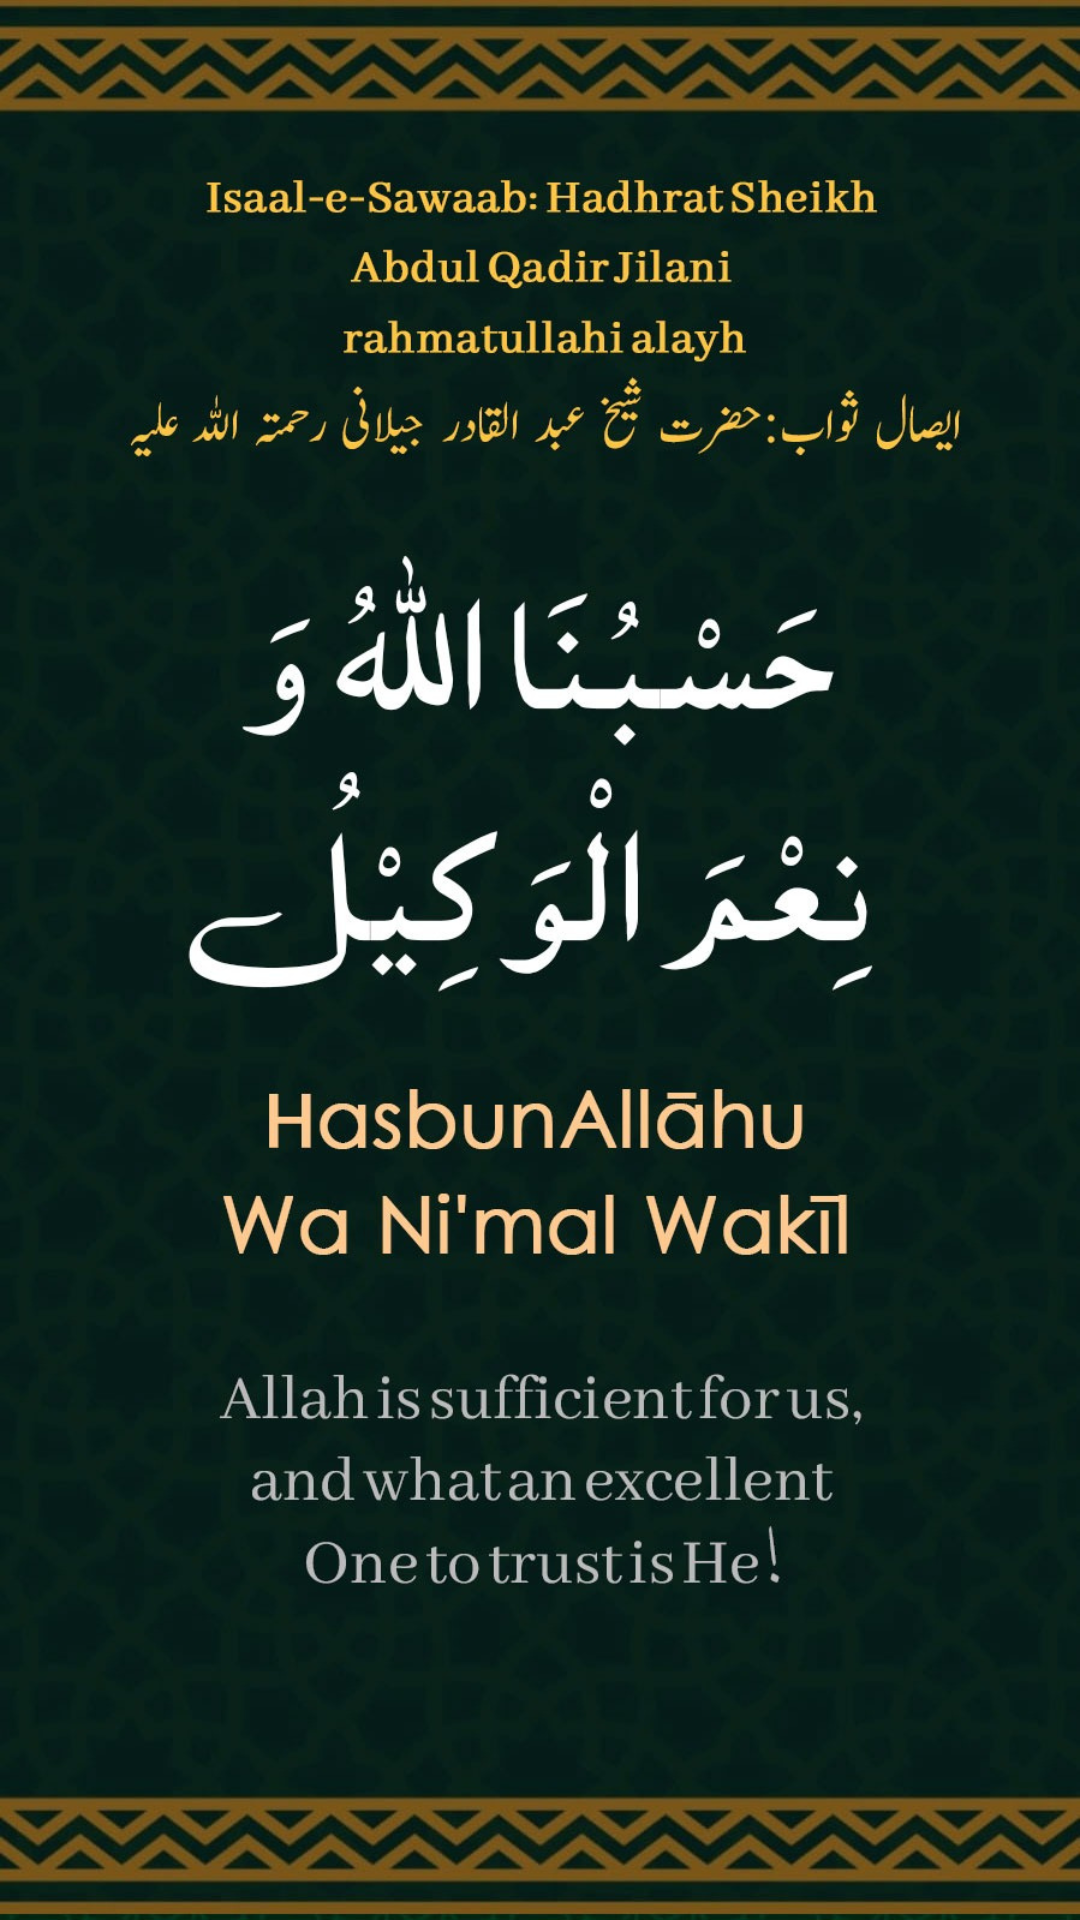 Isaal-e-Sawaab: Hadhrat Sheikh
Abdul Qadir Jilani
rahmatullahi alayh
ایصال ثواب: حضرت شیخ عبد القادر جیلانی رحمتہ اللہ علیہ
حَسْبُنَا اللّٰهُ وَ
نِعْمَ الْوَكِيْلُ
HasbunAllāhu
Wa Ni'mal Wakīl
Allah is sufficient for us,
and what an excellent
One to trust is He!